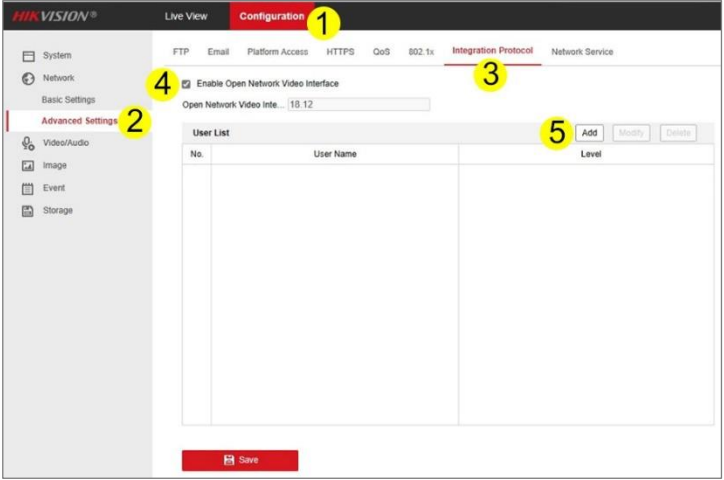 HIKVISION®
Live View Configuration 1
System
Network
Basic Settings
Advanced Settings 2
Video/Audio
Image
Event
Storage
FTP Email Platform Access HTTPS QoS 802.1x Integration Protocol Network Service
3
4 Enable Open Network Video Interface
Open Network Video Inte... 18.12
User List 5 Add Modify Delete
No. User Name Level
Save